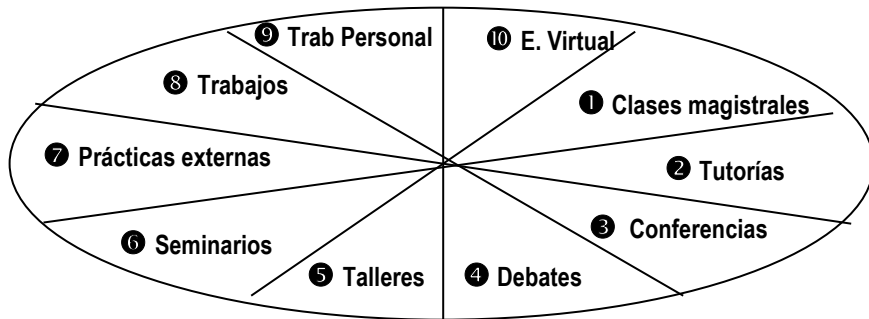 ❾ Trab Personal
❿ E. Virtual
❽ Trabajos
❶ Clases magistrales
❼ Prácticas externas
❷ Tutorías
❸ Conferencias
❻ Seminarios
❺ Talleres
❹ Debates